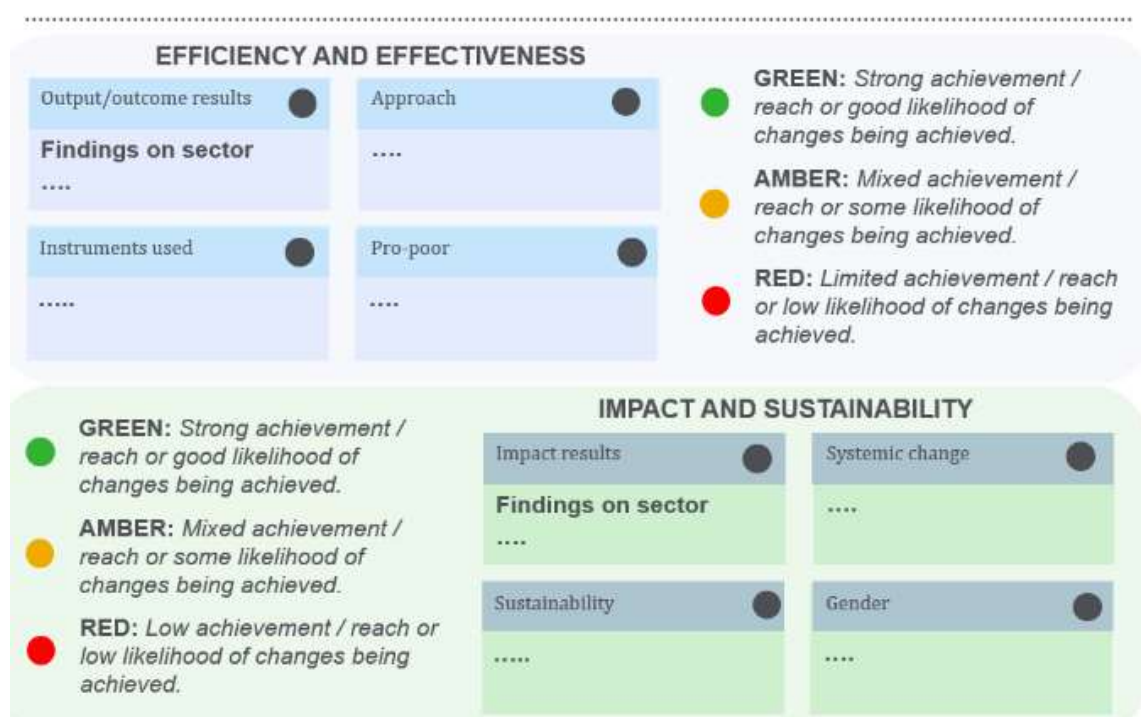 EFFICIENCY AND EFFECTIVENESS
Output/outcome results
Findings on sector
....
Approach
....
Instruments used
.....
Pro-poor
....
GREEN: Strong achievement /
reach or good likelihood of
changes being achieved.
AMBER: Mixed achievement /
reach or some likelihood of
changes being achieved.
RED: Limited achievement / reach
or low likelihood of changes being
achieved.
GREEN: Strong achievement /
reach or good likelihood of
changes being achieved.
AMBER: Mixed achievement /
reach or some likelihood of
changes being achieved.
RED: Low achievement / reach or
low likelihood of changes being
achieved.
IMPACT AND SUSTAINABILITY
Impact results
Findings on sector
....
Systemic change
....
Sustainability
.....
Gender
....